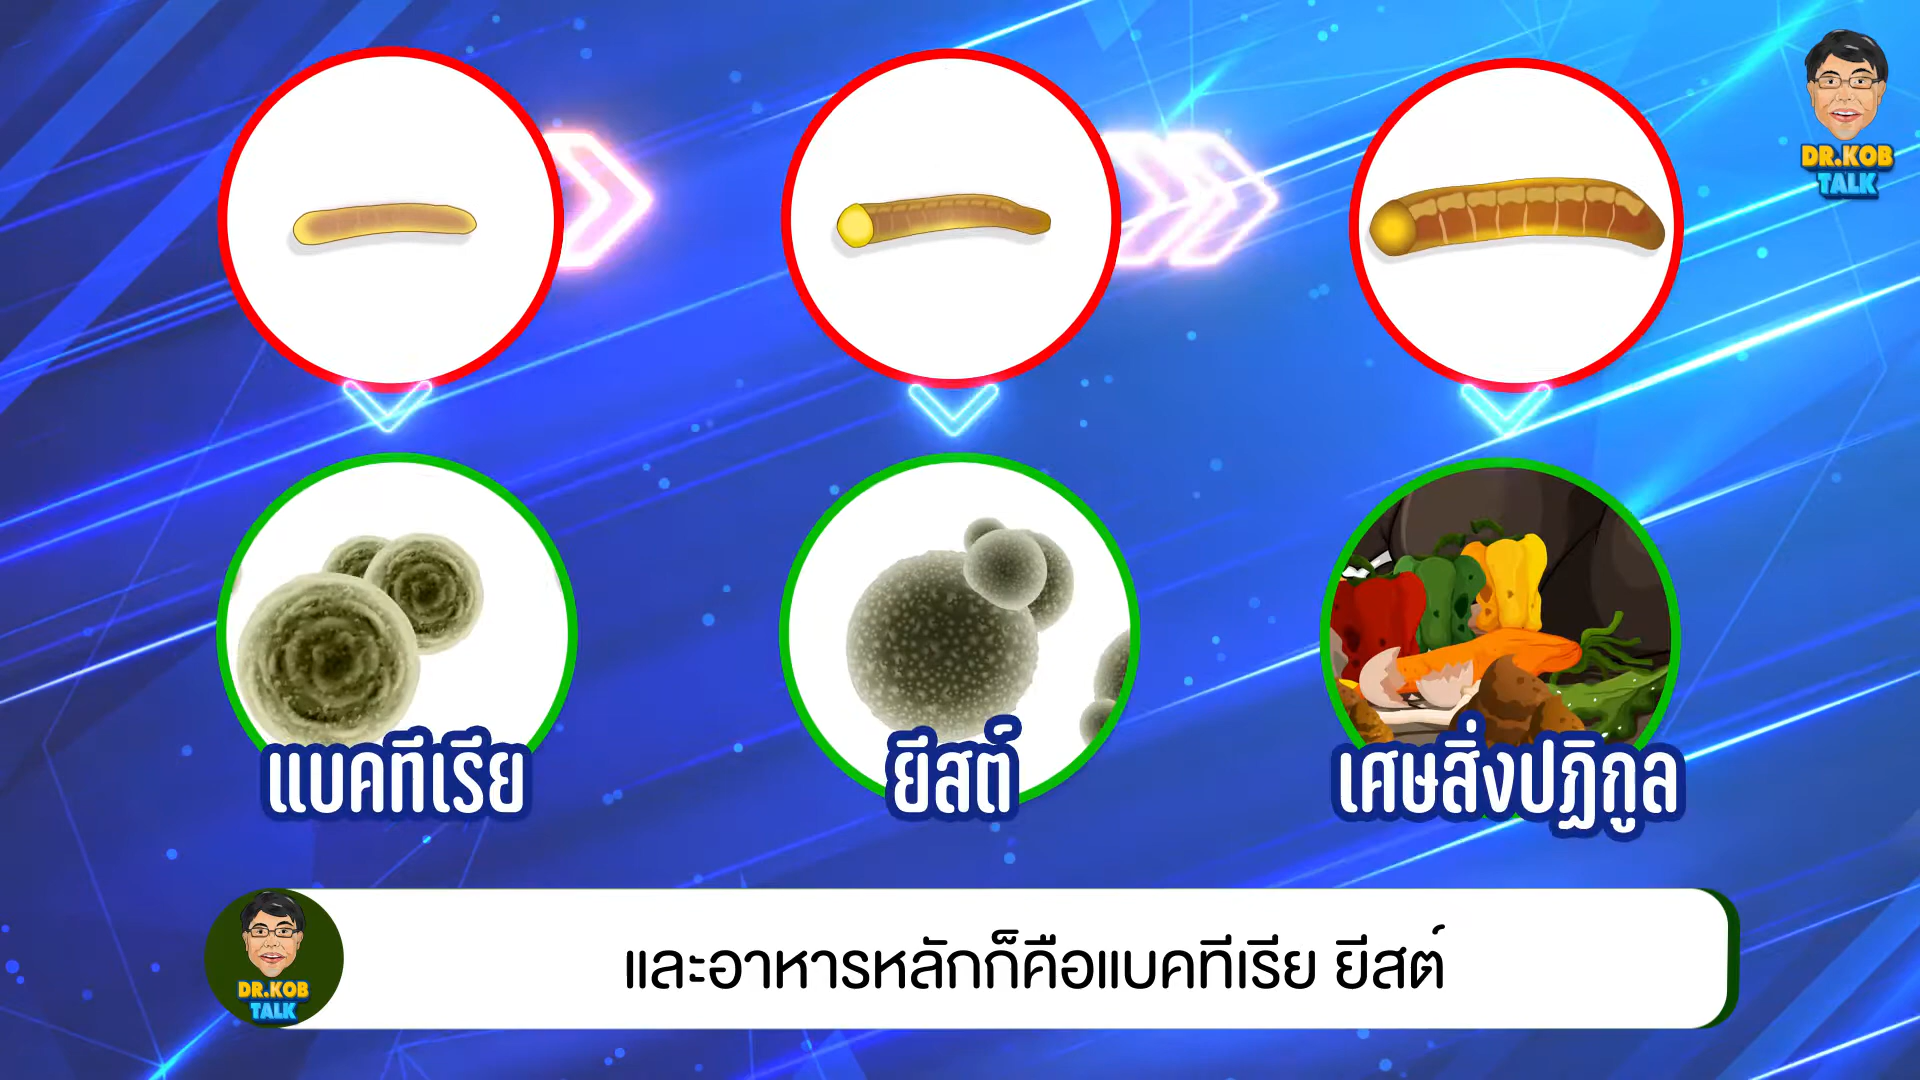 DR.KOB
TALK
แบคทีเรีย
ยีสต์
เศษสิ่งปฏิกูล
DR.KOB
TALK
และอาหารหลักก็คือแบคทีเรีย ยีสต์